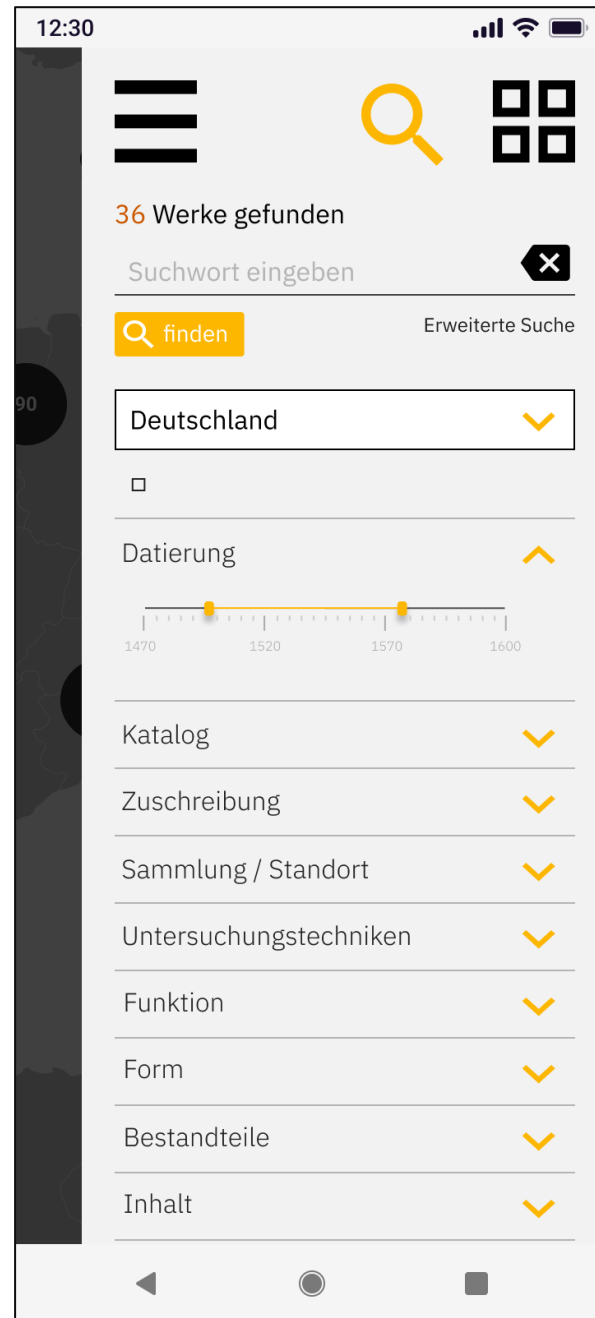 12:30
36 Werke gefunden
Suchwort eingeben
finden
Erweiterte Suche
90
Deutschland
Datierung
1470 1520 1570 1600
Katalog
Zuschreibung
Sammlung / Standort
Untersuchungstechniken
Funktion
Form
Bestandteile
Inhalt